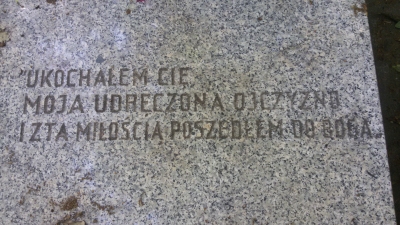 "UKOCHAŁEM CIĘ
MOJA UDRĘCZONA OJCZYZNO
I Z TĄ MIŁOŚCIĄ POSZEDŁEM DO BOGA